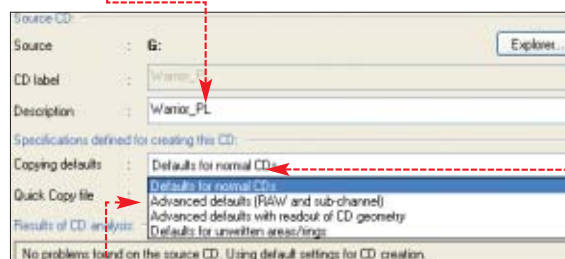 Source CD:
Source : G: Explorer...
CD label : Warrior_PL
Description : Warrior_PL
Specifications defined for creating this CD:
Copying defaults : Defaults for normal CDs
Defaults for normal CDs
Quick Copy file : Advanced defaults (RAW and sub-channel)
Advanced defaults with readout of CD geometry
Results of CD analysis: Defaults for unwritten areas/rings
No problems found on the source CD. Using default settings for CD creation.